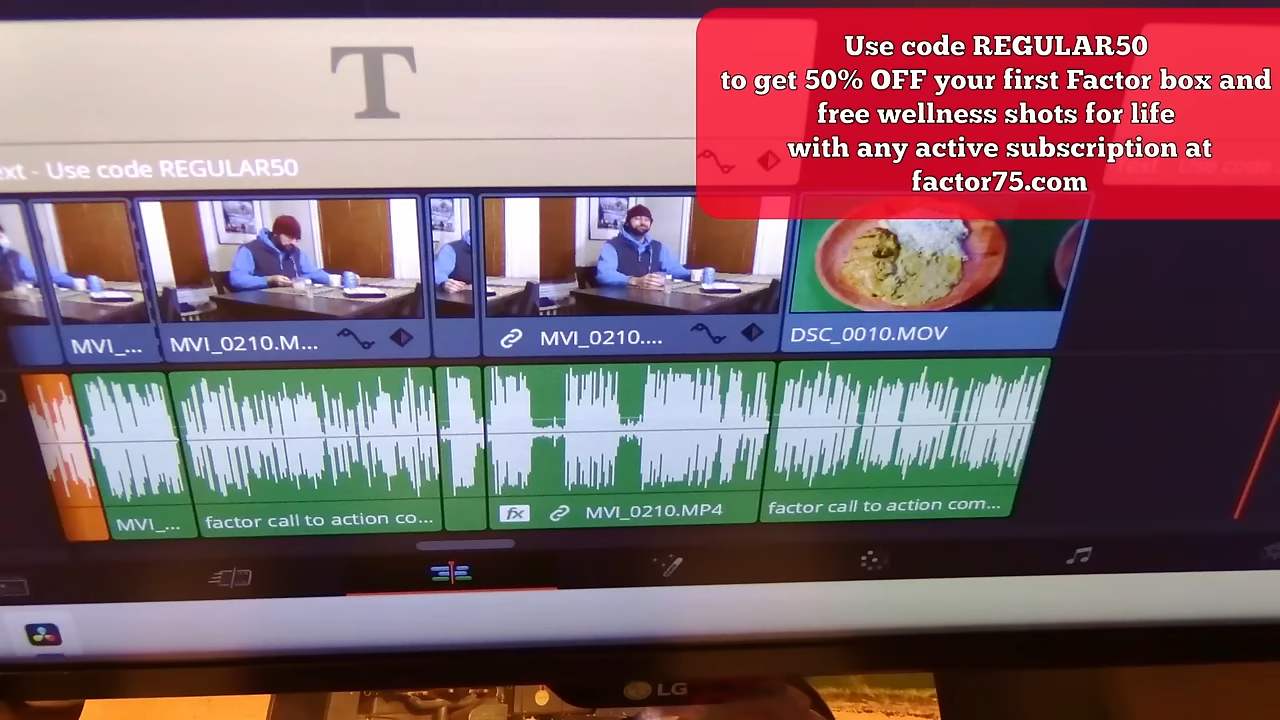 Use code REGULAR50
to get 50% OFF your first Factor box and
free wellness shots for life
with any active subscription at
factor75.com
T
ext - Use code REGULAR50
MVI_...
MVI_0210.M...
MVI_0210....
DSC_0010.MOV
MVI_...
factor call to action co...
fx
MVI_0210.MP4
factor call to action com...
LG